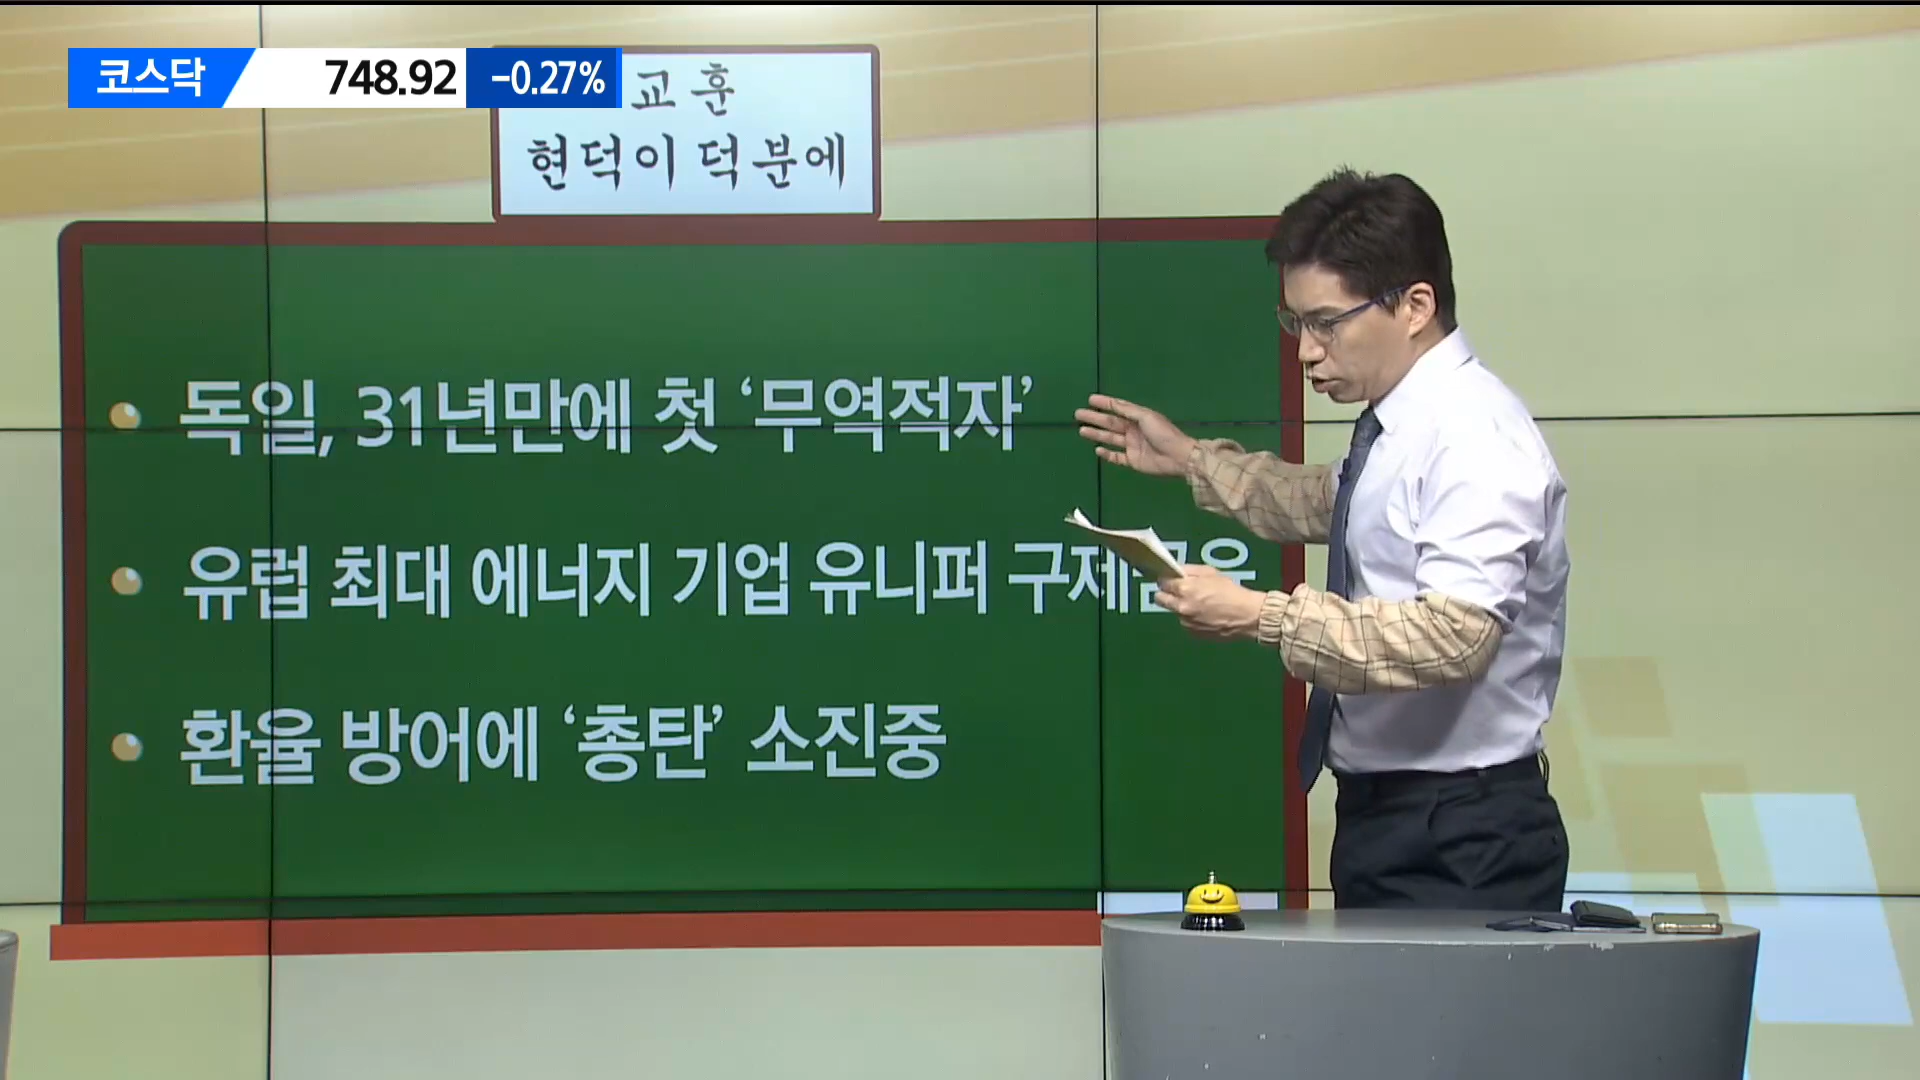 코스닥 748.92 -0.27%
교훈
현덕이 덕분에
독일, 31년만에 첫 ‘무역적자’
유럽 최대 에너지 기업 유니퍼
환율 방어에 ‘총탄’ 소진중